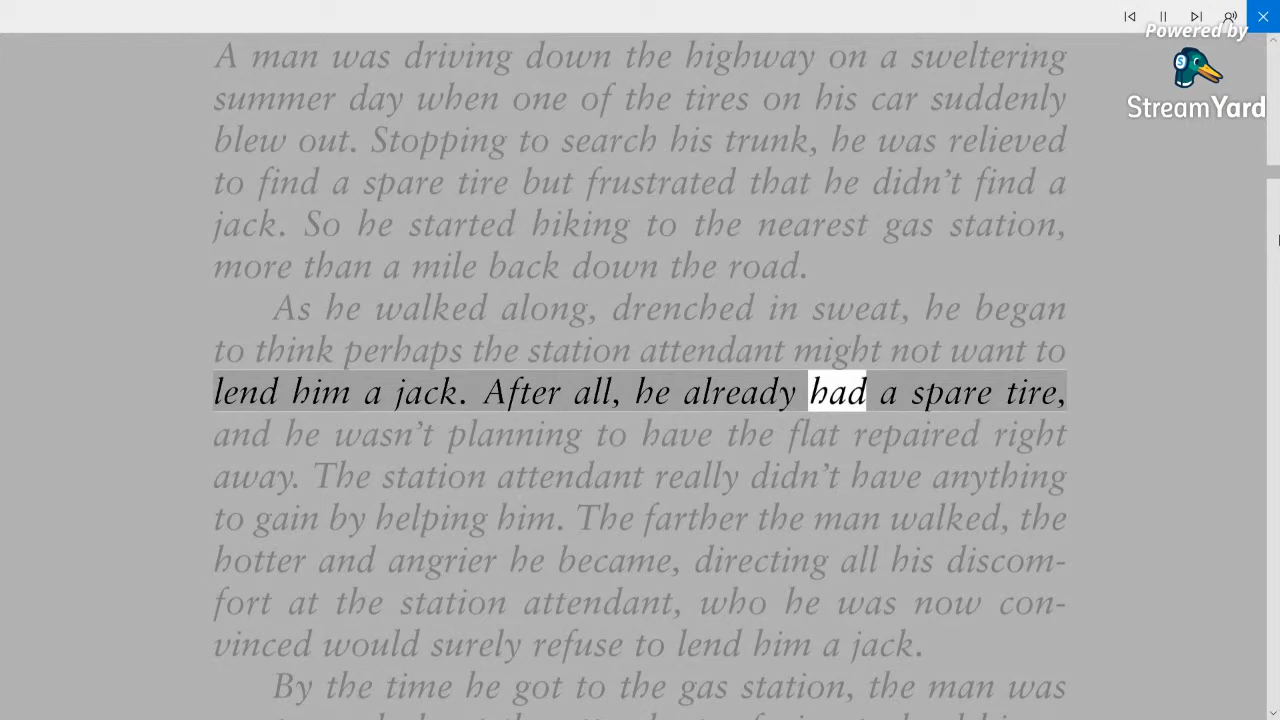 Powered by
StreamYard
A man was driving down the highway on a sweltering
summer day when one of the tires on his car suddenly
blew out. Stopping to search his trunk, he was relieved
to find a spare tire but frustrated that he didn't find a
jack. So he started hiking to the nearest gas station,
more than a mile back down the road.
As he walked along, drenched in sweat, he began
to think perhaps the station attendant might not want to
lend him a jack. After all, he already had a spare tire,
and he wasn't planning to have the flat repaired right
away. The station attendant really didn't have anything
to gain by helping him. The farther the man walked, the
hotter and angrier he became, directing all his discom-
fort at the station attendant, who he was now con-
vinced would surely refuse to lend him a jack.
By the time he got to the gas station, the man was